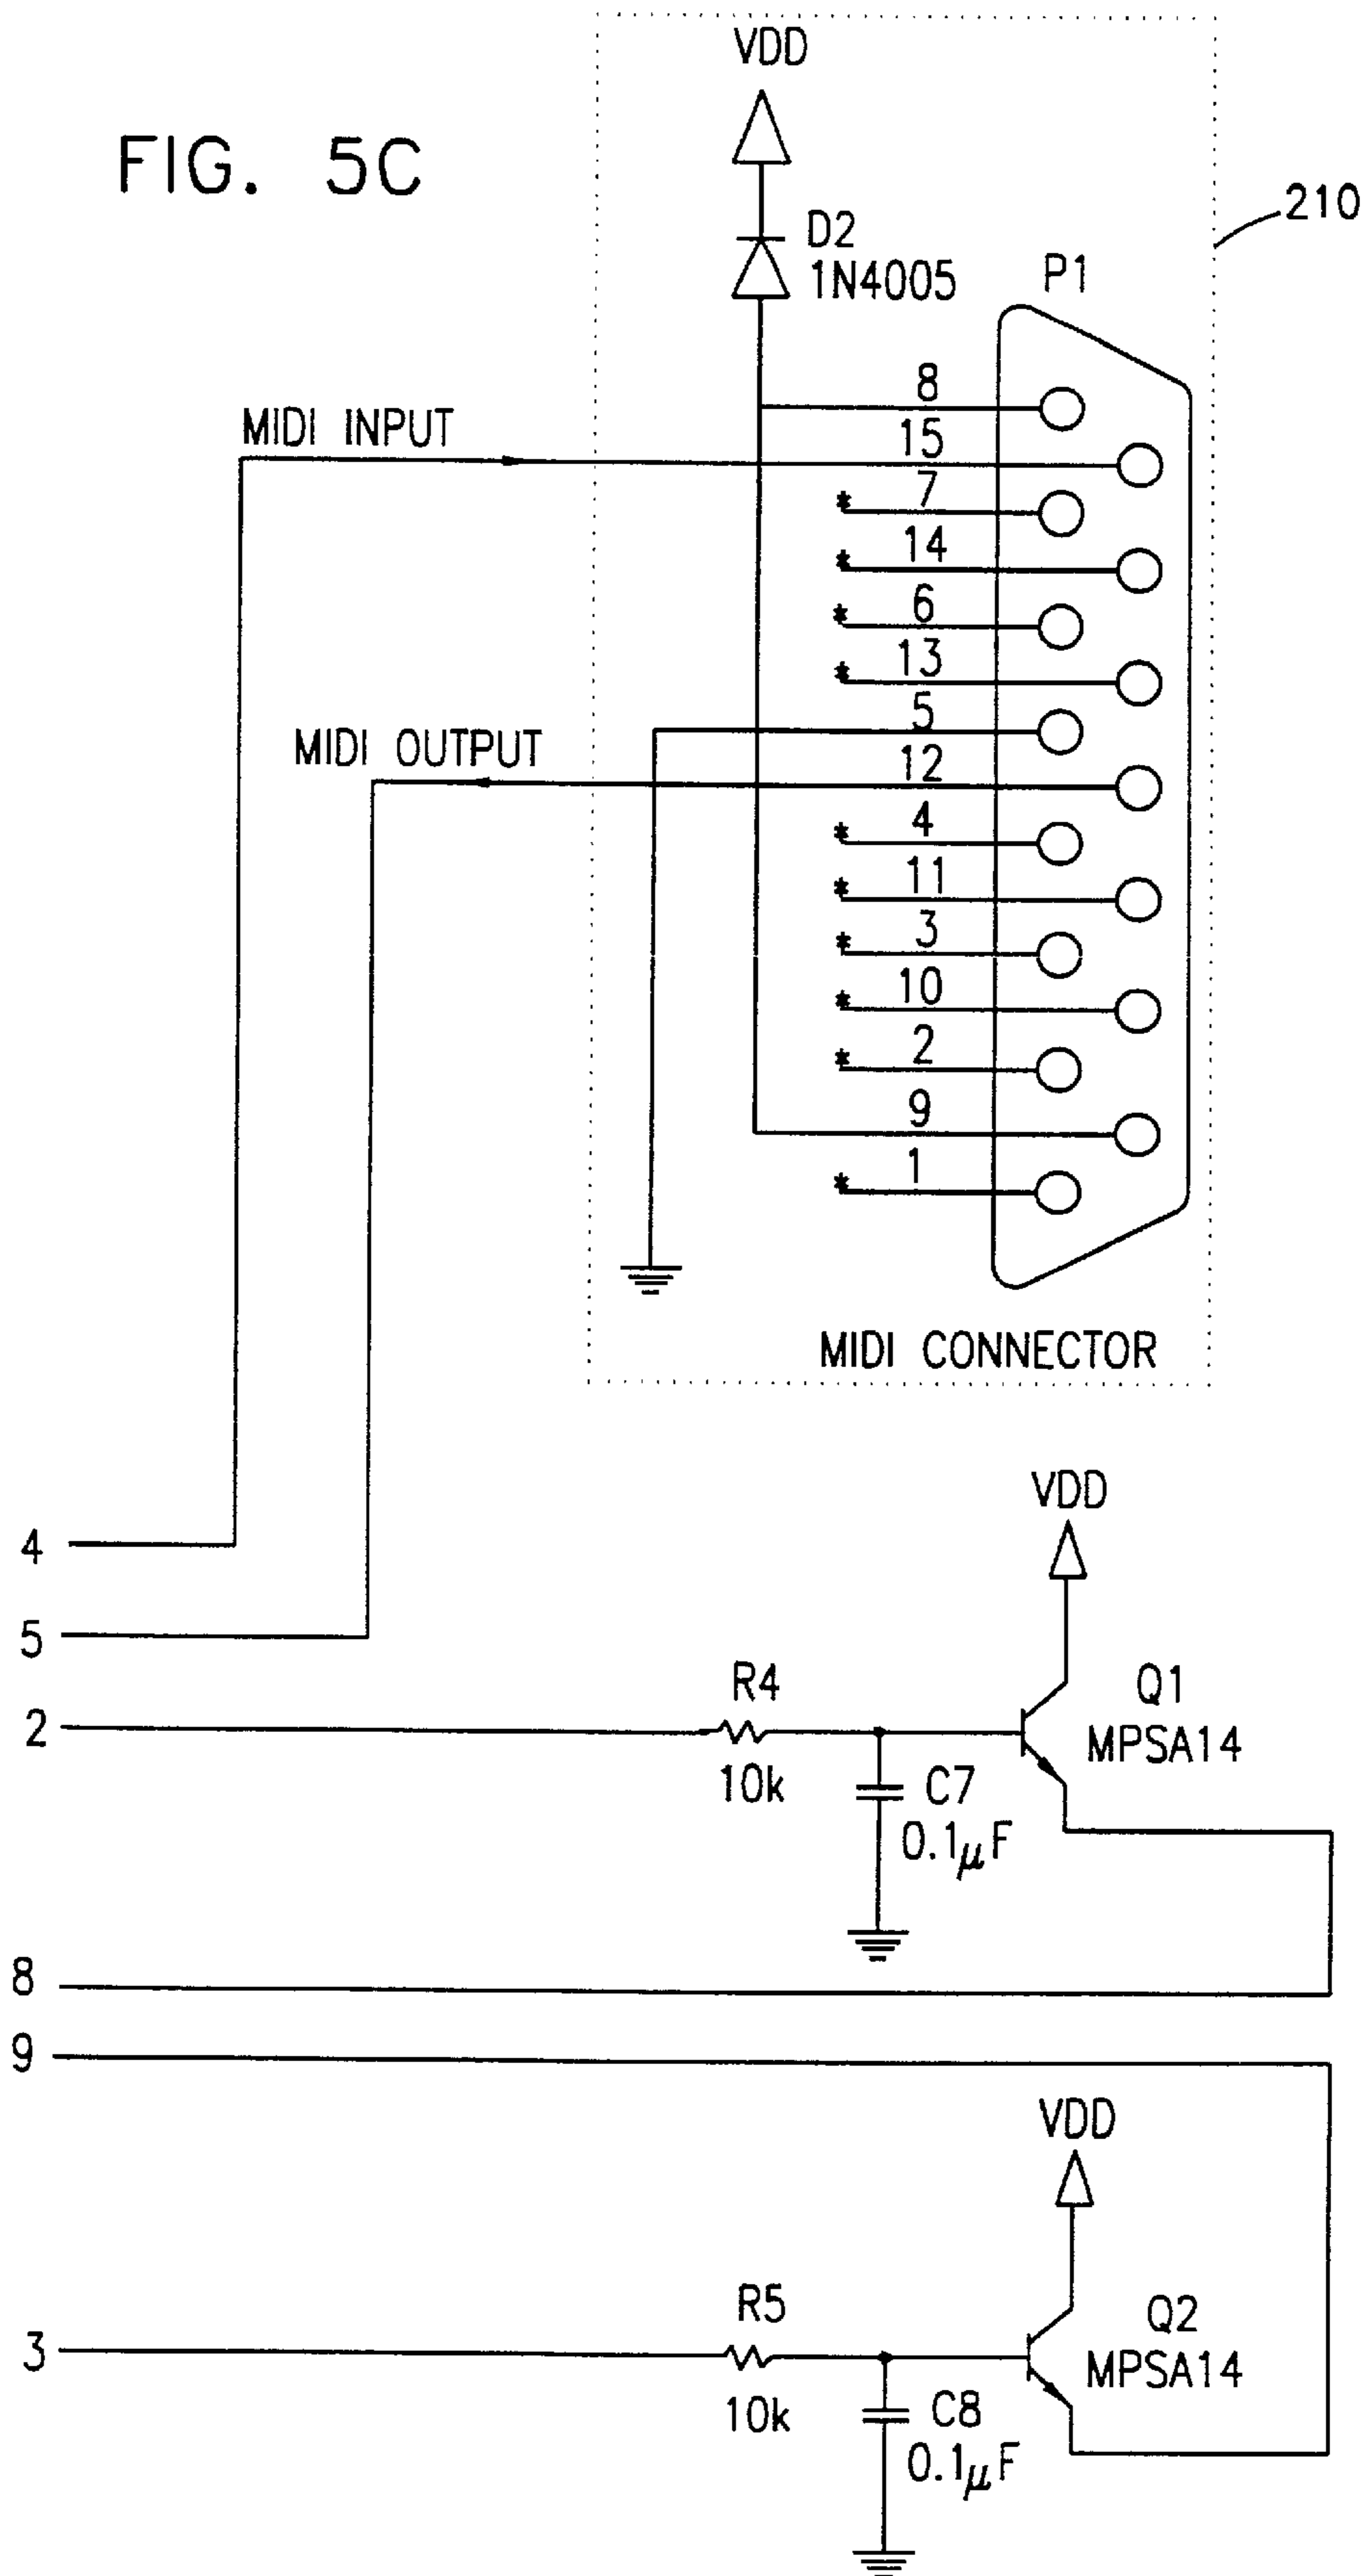 VDD
FIG. 5C
210
D2
1N4005
P1
8
MIDI INPUT
15
* 7
* 14
* 6
* 13
5
MIDI OUTPUT
12
* 4
* 11
* 3
* 10
* 2
9
* 1
MIDI CONNECTOR
VDD
4
5
R4
Q1
2
MPSA14
10k
C7
0.1μF
8
9
VDD
R5
Q2
3
MPSA14
10k
C8
0.1μF